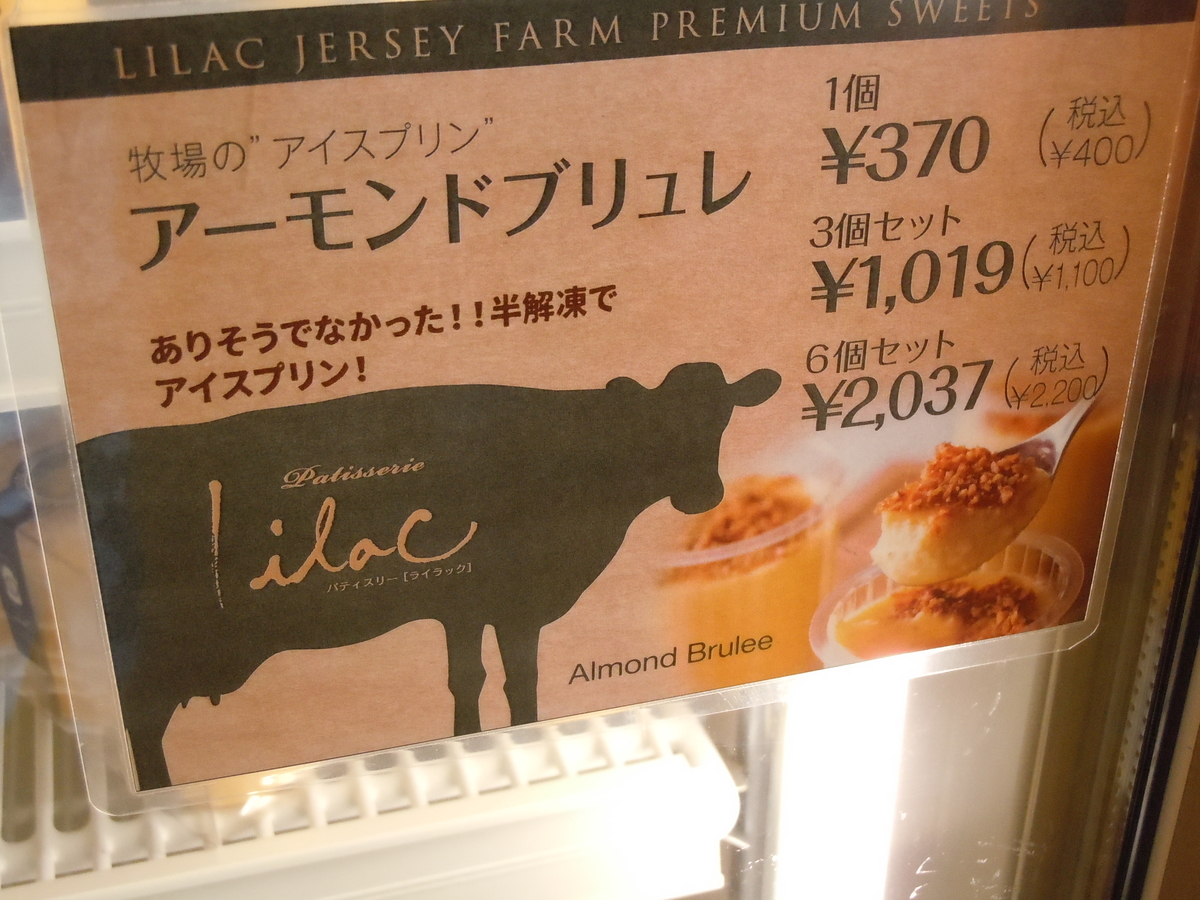 LILAC JERSEY FARM PREMIUM SWEETS
牧場の”アイスプリン”
アーモンドブリュレ
ありそうでなかった！！半解凍で
アイスプリン！
1個
¥370
(税込
¥400)
3個セット
¥1,019
(税込
¥1,100)
6個セット
¥2,037
(税込
¥2,200)
Patisserie
Lilac
パティスリー［ライラック］
Almond Brulee